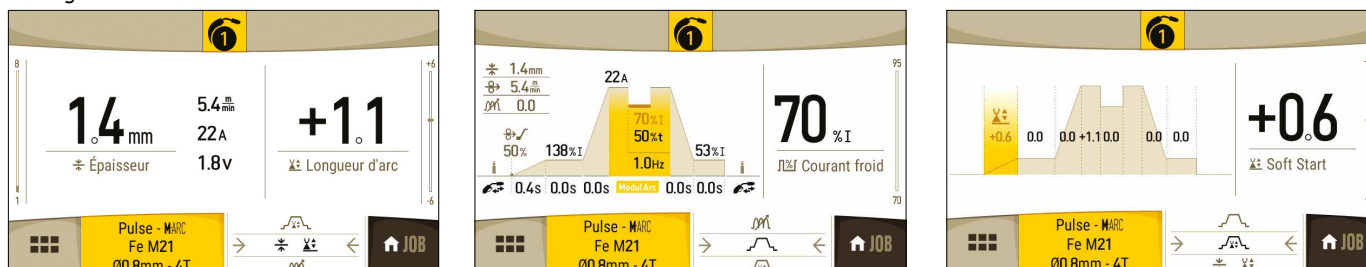 1
8
+6
1.4 mm
Épaisseur
5.4 m/min
22A
1.8V
+1.1
Longueur d'arc
1
-6
Pulse - MARC
Fe M21
Ø0.8mm - 4T
JOB
1
1.4mm
5.4 m/min
0.0
50%
138%I
22A
70%I
50%t
1.0Hz
53%I
0.4s 0.0s 0.0s ModulArc 0.0s 0.0s
95
70 %I
Courant froid
70
Pulse - MARC
Fe M21
Ø0.8mm - 4T
JOB
1
+0.6 0.0 0.0 +1.1 0.0 0.0 0.0
+0.6
Soft Start
Pulse - MARC
Fe M21
Ø0.8mm - 4T
JOB